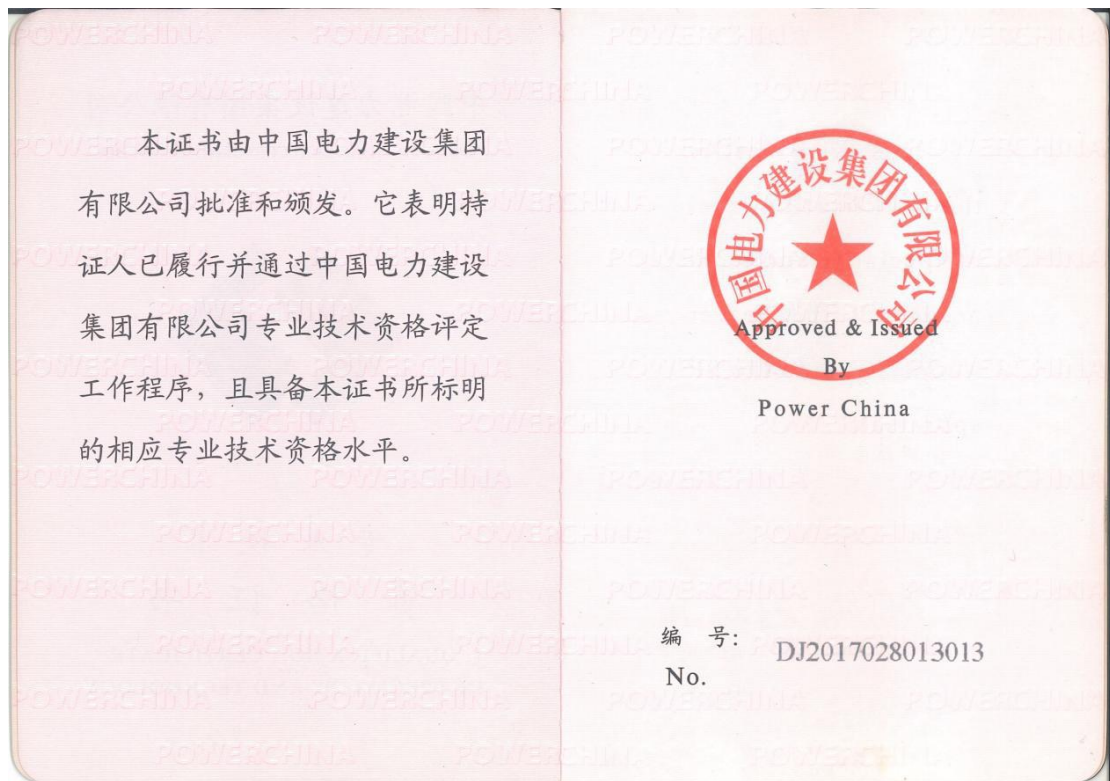 本证书由中国电力建设集团
有限公司批准和颁发。它表明持
证人已履行并通过中国电力建设
集团有限公司专业技术资格评定
工作程序，且具备本证书所标明
的相应专业技术资格水平。
中国电力建设集团有限公司
Approved & Issued
By
Power China
编 号: DJ2017028013013
No.
POWERCHINA